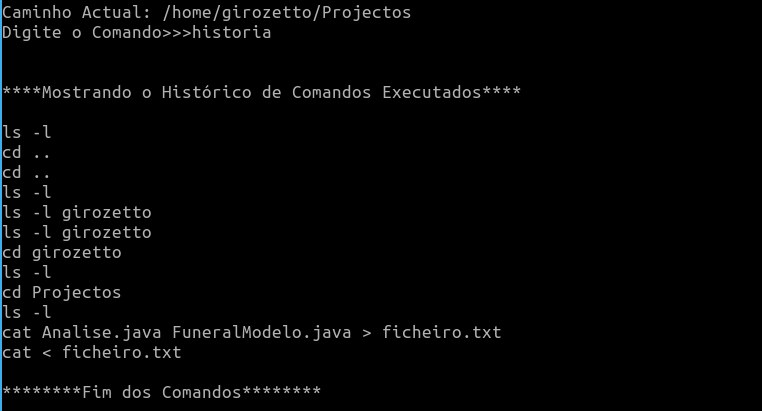 Caminho Actual: /home/girozetto/Projectos
Digite o Comando>>>historia
****Mostrando o Histórico de Comandos Executados****
ls -l
cd ..
cd ..
ls -l
ls -l girozetto
ls -l girozetto
cd girozetto
ls -l
cd Projectos
ls -l
cat Analise.java FuneralModelo.java > ficheiro.txt
cat < ficheiro.txt
********Fim dos Comandos********